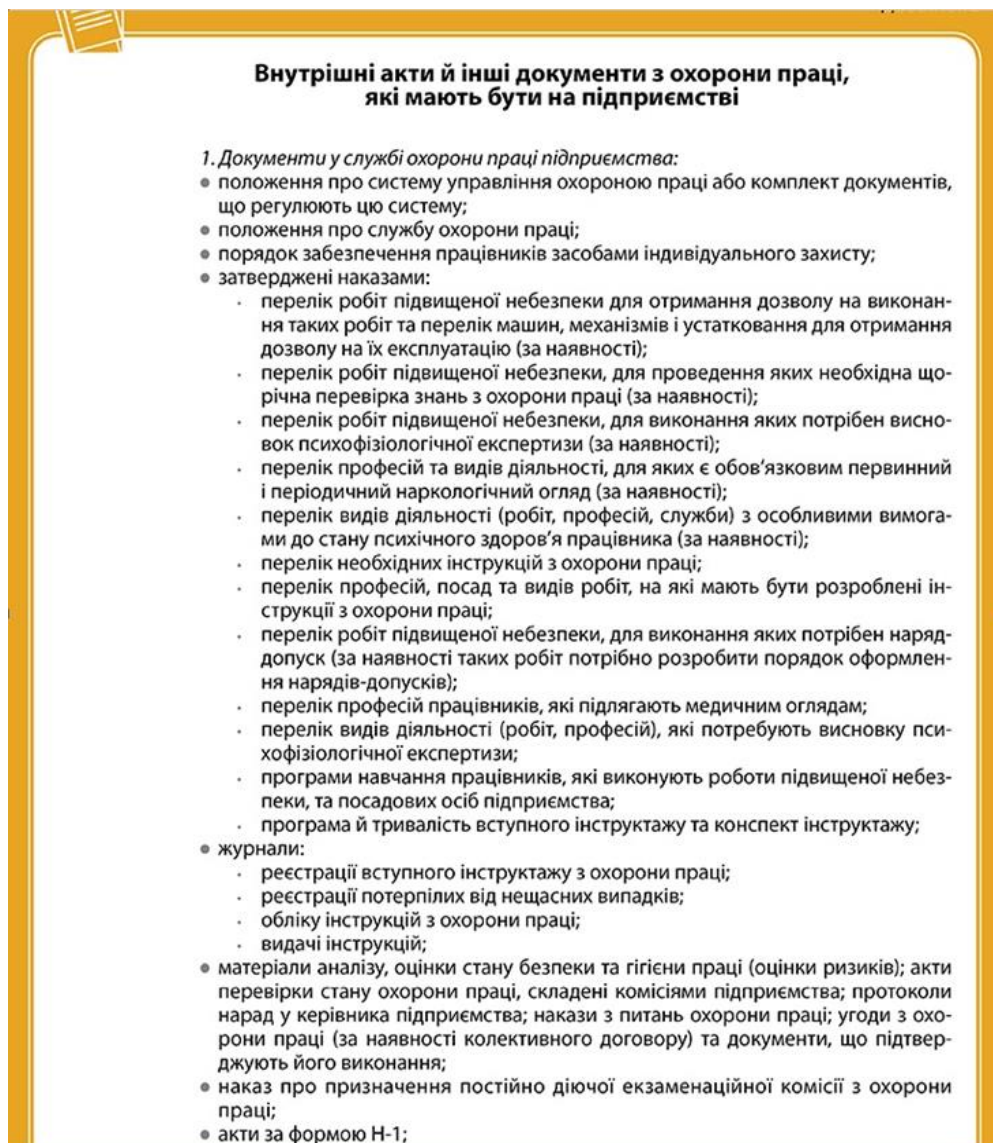 Внутрішні акти й інші документи з охорони праці,
які мають бути на підприємстві
1. Документи у службі охорони праці підприємства:
● положення про систему управління охороною праці або комплект документів,
що регулюють цю систему;
● положення про службу охорони праці;
● порядок забезпечення працівників засобами індивідуального захисту;
● затверджені наказами:
· перелік робіт підвищеної небезпеки для отримання дозволу на виконан-
ня таких робіт та перелік машин, механізмів і устатковання для отримання
дозволу на їх експлуатацію (за наявності);
· перелік робіт підвищеної небезпеки, для проведення яких необхідна що-
річна перевірка знань з охорони праці (за наявності);
· перелік робіт підвищеної небезпеки, для виконання яких потрібен висно-
вок психофізіологічної експертизи (за наявності);
· перелік професій та видів діяльності, для яких є обов’язковим первинний
і періодичний наркологічний огляд (за наявності);
· перелік видів діяльності (робіт, професій, служби) з особливими вимога-
ми до стану психічного здоров’я працівника (за наявності);
· перелік необхідних інструкцій з охорони праці;
· перелік професій, посад та видів робіт, на які мають бути розроблені ін-
струкції з охорони праці;
· перелік робіт підвищеної небезпеки, для виконання яких потрібен наряд-
допуск (за наявності таких робіт потрібно розробити порядок оформлен-
ня нарядів-допусків);
· перелік професій працівників, які підлягають медичним оглядам;
· перелік видів діяльності (робіт, професій), які потребують висновку пси-
хофізіологічної експертизи;
· програми навчання працівників, які виконують роботи підвищеної небез-
пеки, та посадових осіб підприємства;
· програма й тривалість вступного інструктажу та конспект інструктажу;
● журнали:
· реєстрації вступного інструктажу з охорони праці;
· реєстрації потерпілих від нещасних випадків;
· обліку інструкцій з охорони праці;
· видачі інструкцій;
● матеріали аналізу, оцінки стану безпеки та гігієни праці (оцінки ризиків); акти
перевірки стану охорони праці, складені комісіями підприємства; протоколи
нарад у керівника підприємства; накази з питань охорони праці; угоди з охо-
рони праці (за наявності колективного договору) та документи, що підтвер-
джують його виконання;
● наказ про призначення постійно діючої екзаменаційної комісії з охорони
праці;
● акти за формою Н-1;